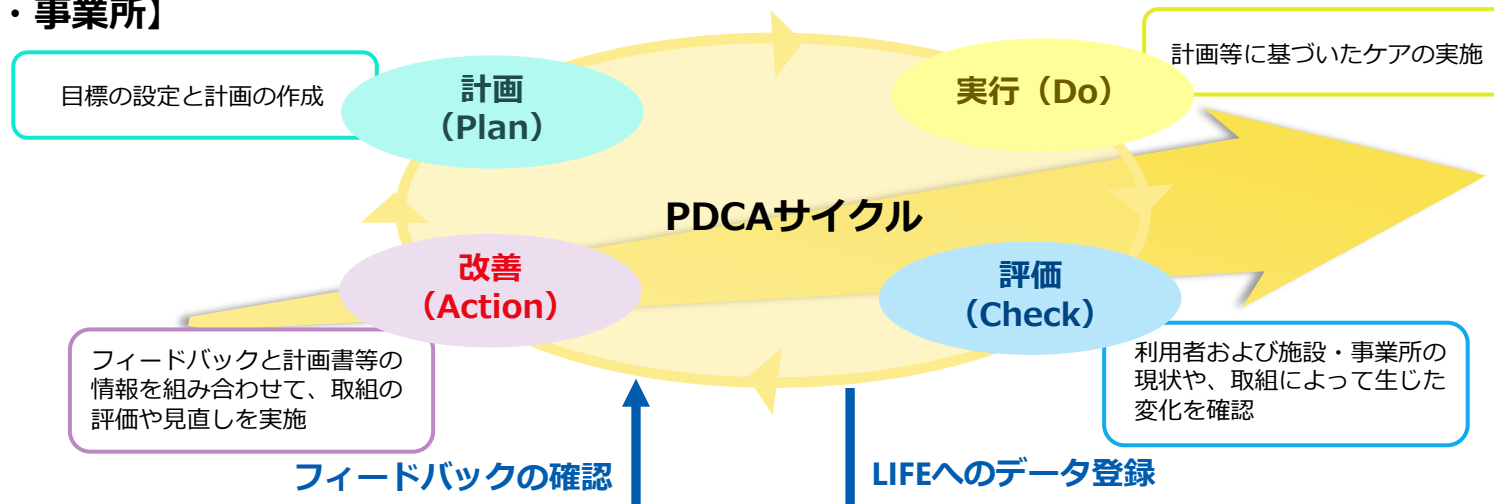 ・事業所】
目標の設定と計画の作成
計画
（Plan）
実行（Do）
計画等に基づいたケアの実施
PDCAサイクル
改善
（Action）
評価
（Check）
フィードバックと計画書等の
情報を組み合わせて、取組の
評価や見直しを実施
利用者および施設・事業所の
現状や、取組によって生じた
変化を確認
フィードバックの確認
LIFEへのデータ登録